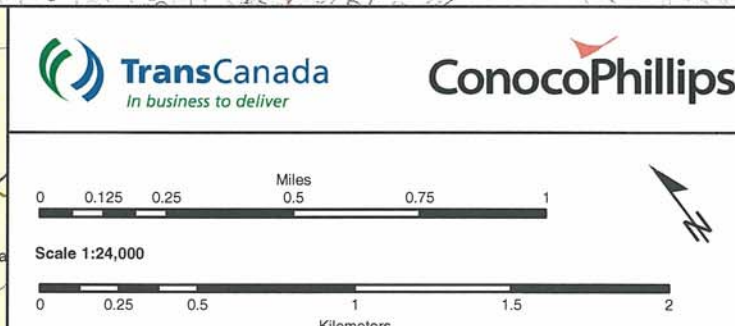 TransCanada
In business to deliver
ConocoPhillips
Miles
0 0.125 0.25 0.5 0.75 1
N
Scale 1:24,000
0 0.25 0.5 1 1.5 2
Kilometers